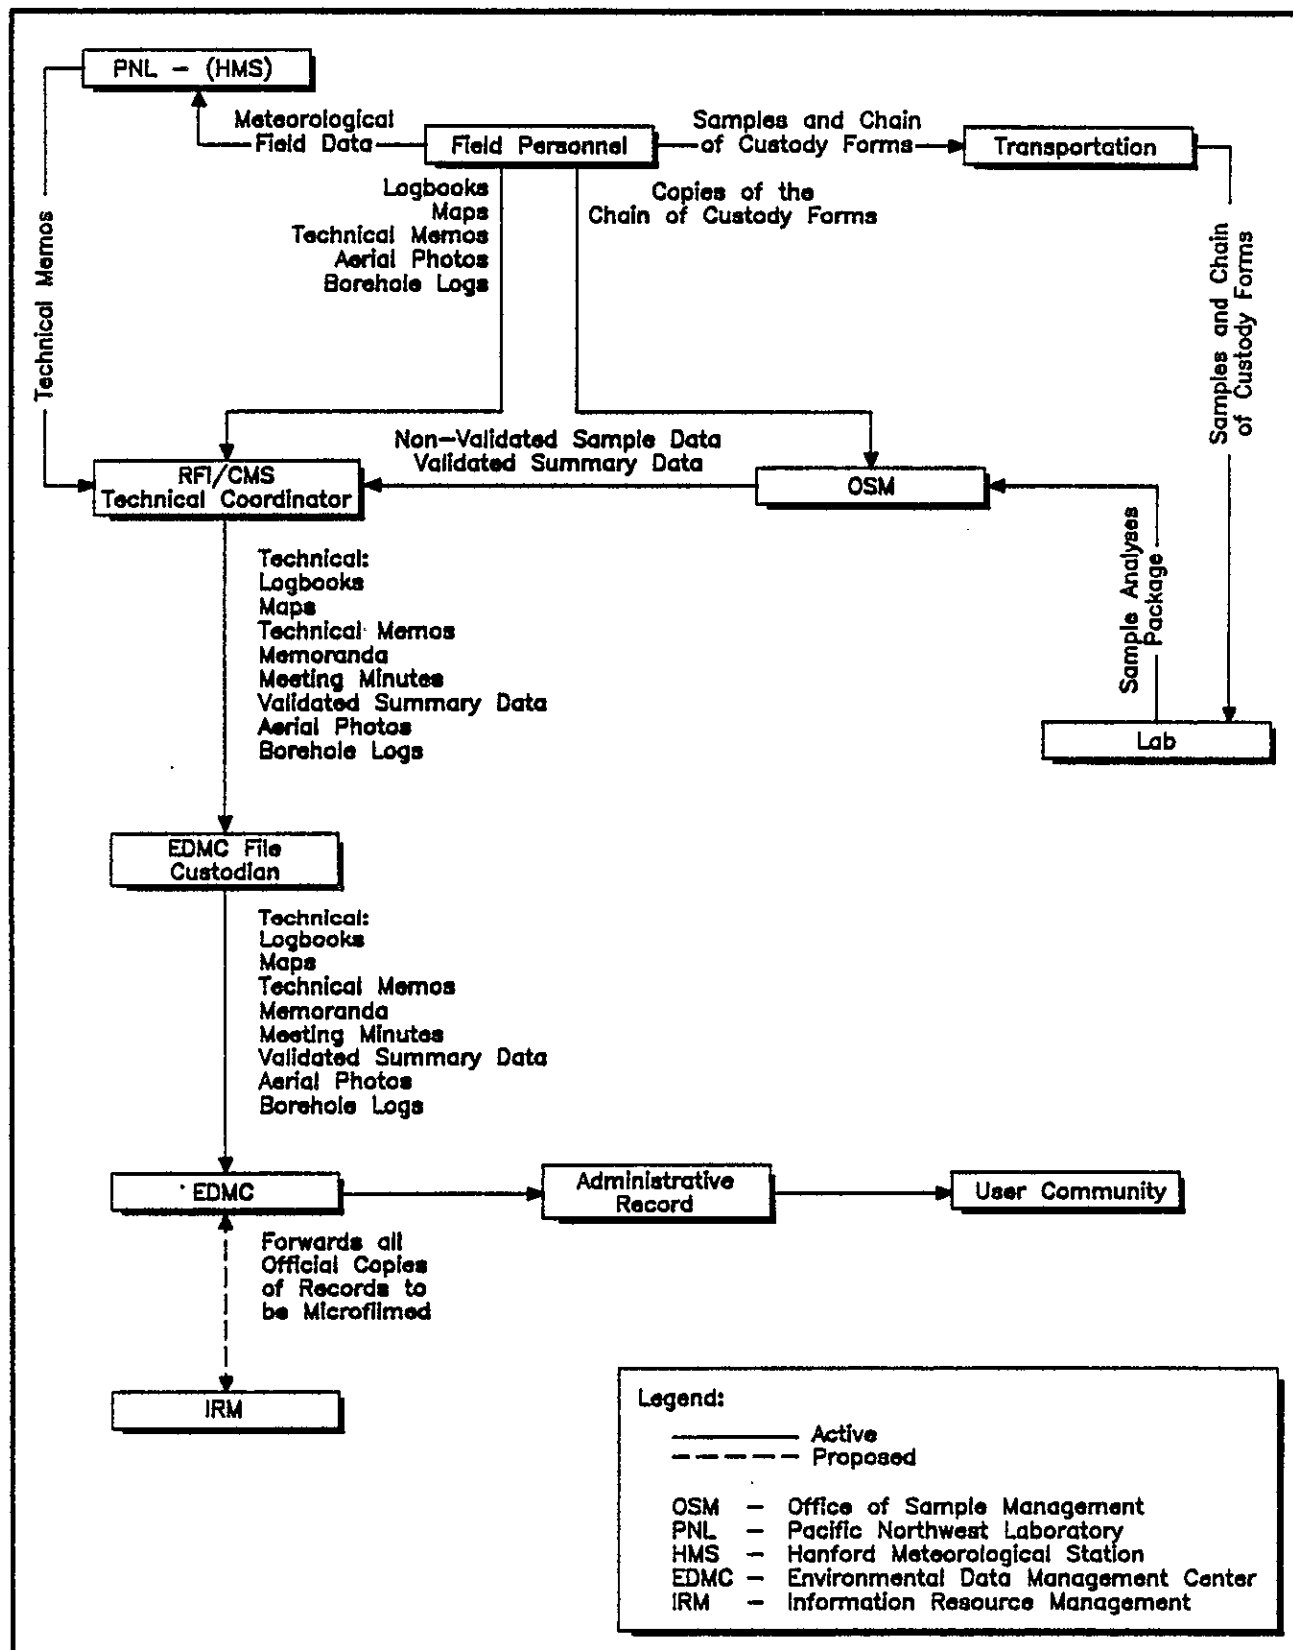 PNL - (HMS)
Meteorological
Field Data
Field Personnel
Samples and Chain
of Custody Forms
Transportation
Logbooks
Maps
Technical Memos
Aerial Photos
Borehole Logs
Copies of the
Chain of Custody Forms
Technical Memos
Samples and Chain
of Custody Forms
Non-Validated Sample Data
Validated Summary Data
RFI/CMS
Technical Coordinator
OSM
Sample Analyses
Package
Lab
Technical:
Logbooks
Maps
Technical Memos
Memoranda
Meeting Minutes
Validated Summary Data
Aerial Photos
Borehole Logs
EDMC File
Custodian
Technical:
Logbooks
Maps
Technical Memos
Memoranda
Meeting Minutes
Validated Summary Data
Aerial Photos
Borehole Logs
EDMC
Administrative
Record
User Community
Forwards all
Official Copies
of Records to
be Microfilmed
IRM
Legend:
Active
Proposed
OSM - Office of Sample Management
PNL - Pacific Northwest Laboratory
HMS - Hanford Meteorological Station
EDMC - Environmental Data Management Center
IRM - Information Resource Management